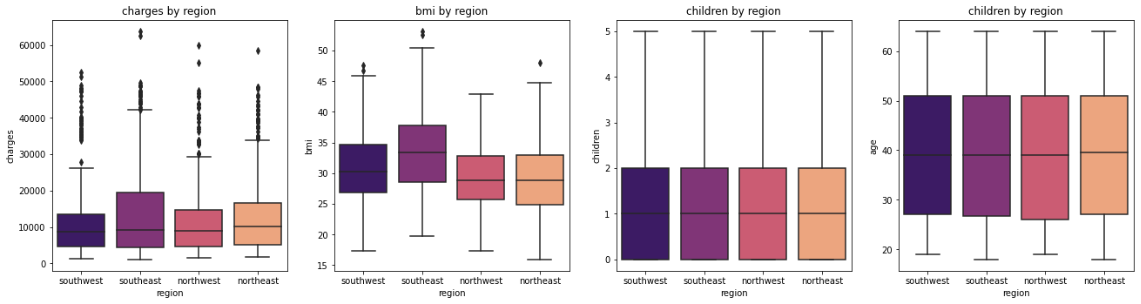 charges by region
60000
50000
40000
30000
20000
10000
0
charges
southwest southeast northwest northeast
region
bmi by region
50
45
40
35
30
25
20
15
bmi
southwest southeast northwest northeast
region
children by region
5
4
3
2
1
0
children
southwest southeast northwest northeast
region
children by region
60
50
40
30
20
age
southwest southeast northwest northeast
region